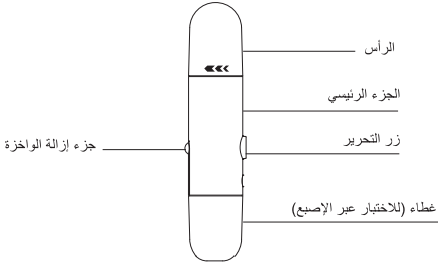 الرأس
الجزء الرئيسي
زر التحرير
جزء إزالة الواخزة
غطاء (للاختبار عبر الإصبع)